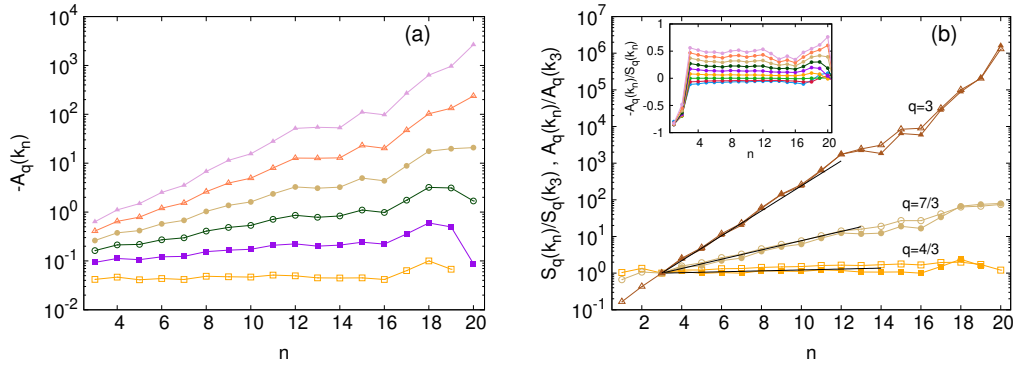 (a)
-A_q(k_n)
10^4
10^3
10^2
10^1
10^0
10^-1
10^-2
4 6 8 10 12 14 16 18 20
n
(b)
S_q(k_n)/S_q(k_3) , A_q(k_n)/A_q(k_3)
10^7
10^6
10^5
10^4
10^3
10^2
10^1
10^0
10^-1
2 4 6 8 10 12 14 16 18 20
n
q=3
q=7/3
q=4/3
-A_q(k_n)/S_q(k_n)
1
0.5
0
-0.5
-1
4 8 12 16 20
n